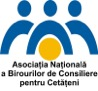 Asociația Națională
a Birourilor de Consiliere
pentru Cetățeni